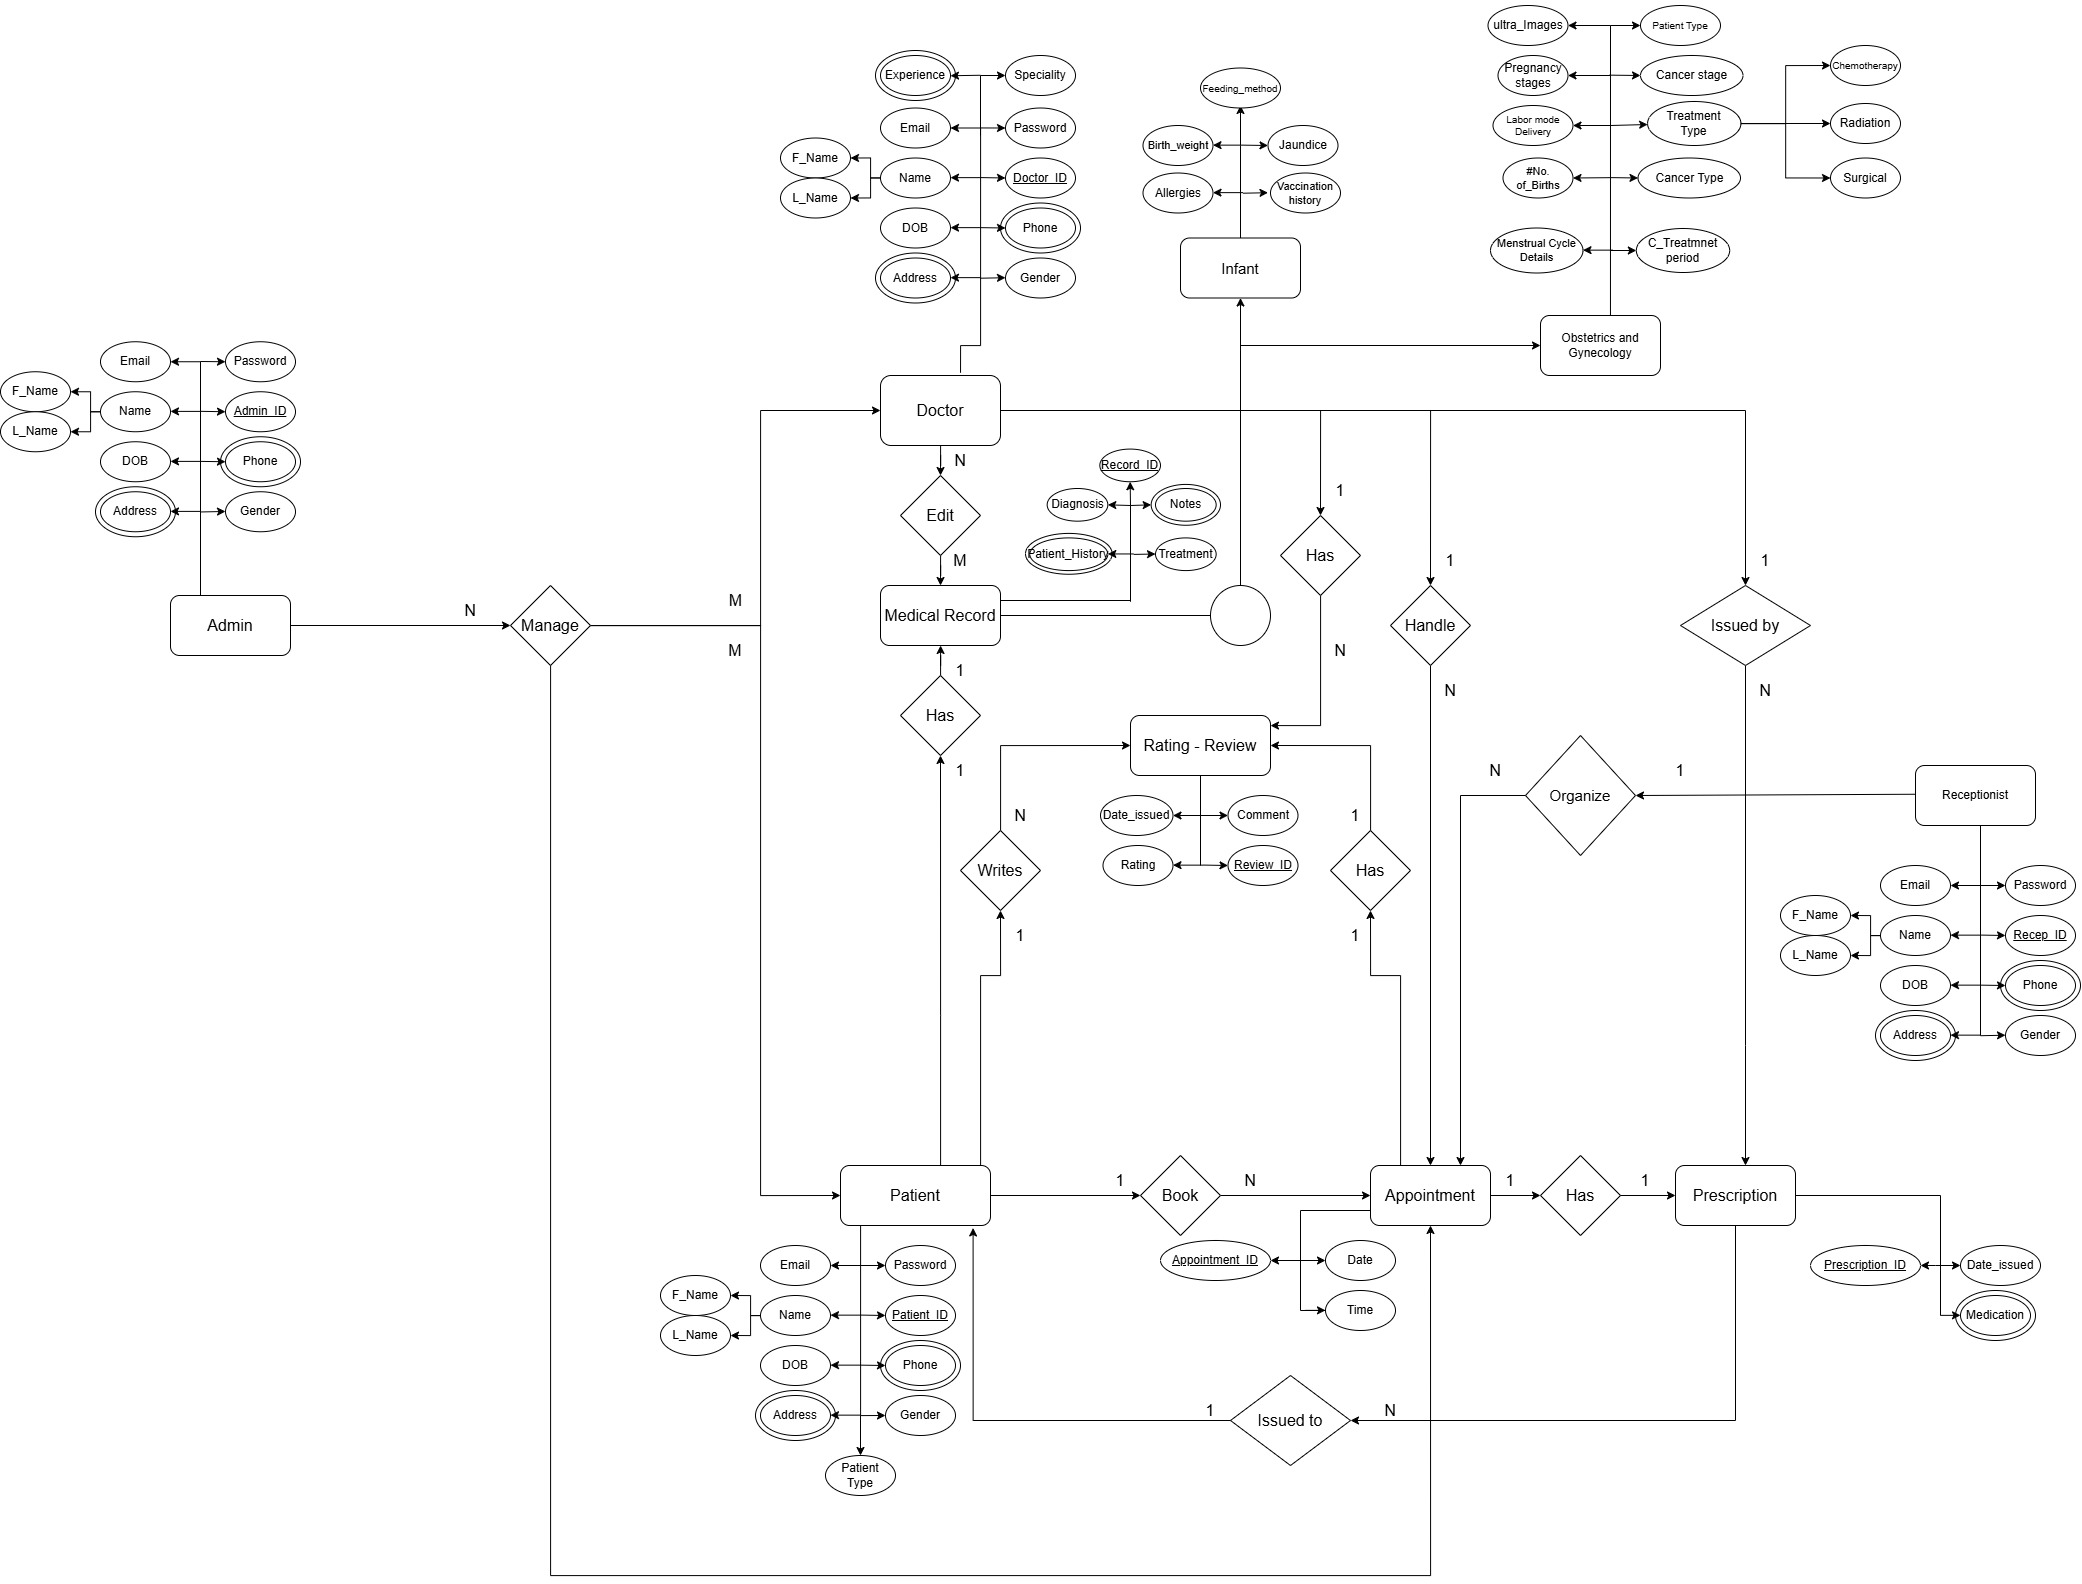 ultra_Images
Patient Type
Pregnancy
stages
Cancer stage
Chemotherapy
Labor mode
Delivery
Treatment
Type
Radiation
#No.
of_Births
Cancer Type
Surgical
Menstrual Cycle
Details
C_Treatmnet
period
Obstetrics and
Gynecology
Experience
Speciality
Email
Password
F_Name
Name
Doctor_ID
L_Name
DOB
Phone
Address
Gender
Feeding_method
Birth_weight
Jaundice
Allergies
Vaccination
history
Infant
Email
Password
F_Name
Name
Admin_ID
L_Name
DOB
Phone
Address
Gender
Admin
N
Manage
M
M
Doctor
N
Edit
M
Record_ID
Diagnosis
Notes
Patient_History
Treatment
Medical Record
1
Has
1
1
Has
N
1
Handle
N
1
Issued by
N
Rating - Review
Date_issued
Comment
Rating
Review_ID
N
Writes
1
1
Has
1
N
Organize
1
Receptionist
Email
Password
F_Name
Name
Recep_ID
L_Name
DOB
Phone
Address
Gender
Patient
1
Book
N
Appointment
1
Has
1
Prescription
Email
Password
F_Name
Name
Patient_ID
L_Name
DOB
Phone
Address
Gender
Patient
Type
Appointment_ID
Date
Time
Prescription_ID
Date_issued
Medication
1
Issued to
N